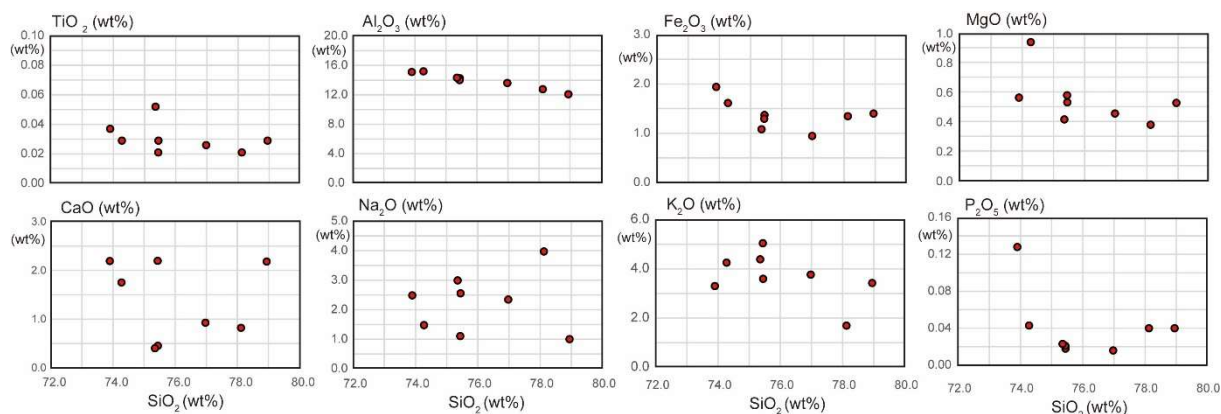 TiO₂ (wt%)
0.10
(wt%)
0.08
0.06
0.04
0.02
0.00
Al₂O₃ (wt%)
20.0
(wt%)
16.0
12.0
8.0
4.0
0.0
Fe₂O₃ (wt%)
3.0
(wt%)
2.0
1.0
0.0
MgO (wt%)
1.0
(wt%)
0.8
0.6
0.4
0.2
0.0
CaO (wt%)
3.0
(wt%)
2.0
1.0
0.0
72.0 74.0 76.0 78.0 80.0
SiO₂ (wt%)
Na₂O (wt%)
5.0
(wt%)
4.0
3.0
2.0
1.0
0.0
72.0 74.0 76.0 78.0 80.0
SiO₂ (wt%)
K₂O (wt%)
6.0
(wt%)
4.0
2.0
0.0
72.0 74.0 76.0 78.0 80.0
SiO₂ (wt%)
P₂O₅ (wt%)
0.16
(wt%)
0.12
0.08
0.04
0.00
72.0 74.0 76.0 78.0 80.0
SiO₂ (wt%)